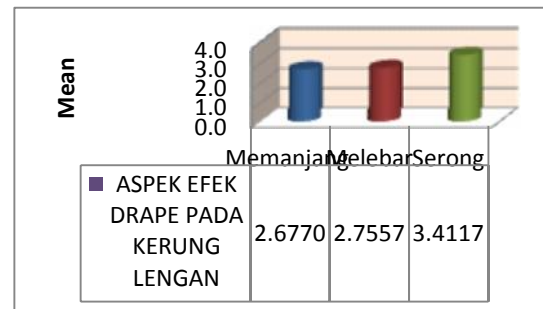 Mean
4.0
3.0
2.0
1.0
0.0
Memanjang Melebar Serong
ASPEK EFEK
DRAPE PADA
KERUNG
LENGAN
2.6770 2.7557 3.4117